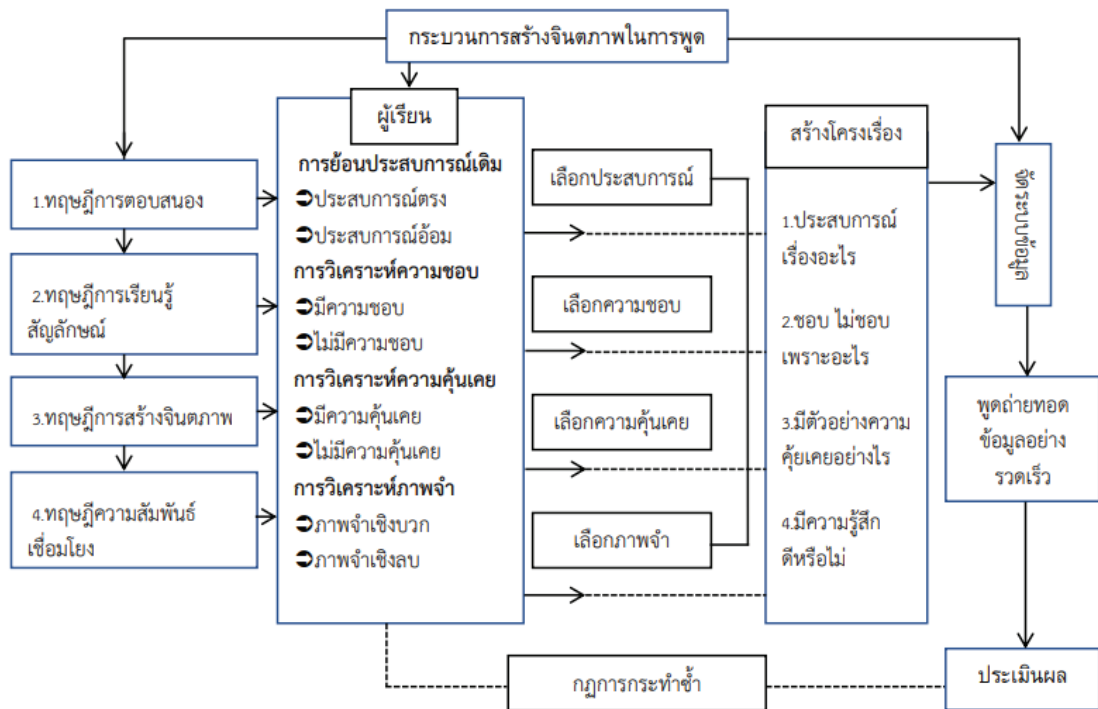 กระบวนการสร้างจินตภาพในการพูด
1.ทฤษฎีการตอบสนอง
2.ทฤษฎีการเรียนรู้
สัญลักษณ์
3.ทฤษฎีการสร้างจินตภาพ
4.ทฤษฎีความสัมพันธ์
เชื่อมโยง
ผู้เรียน
การย้อนประสบการณ์เดิม
➲ประสบการณ์ตรง
➲ประสบการณ์อ้อม
การวิเคราะห์ความชอบ
➲มีความชอบ
➲ไม่มีความชอบ
การวิเคราะห์ความคุ้นเคย
➲มีความคุ้นเคย
➲ไม่มีความคุ้นเคย
การวิเคราะห์ภาพจำ
➲ภาพจำเชิงบวก
➲ภาพจำเชิงลบ
เลือกประสบการณ์
เลือกความชอบ
เลือกความคุ้นเคย
เลือกภาพจำ
สร้างโครงเรื่อง
1.ประสบการณ์
เรื่องอะไร
2.ชอบ ไม่ชอบ
เพราะอะไร
3.มีตัวอย่างความ
คุ้ยเคยอย่างไร
4.มีความรู้สึก
ดีหรือไม่
จัดระบบข้อมูล
พูดถ่ายทอด
ข้อมูลอย่าง
รวดเร็ว
ประเมินผล
กฏการกระทำซ้ำ